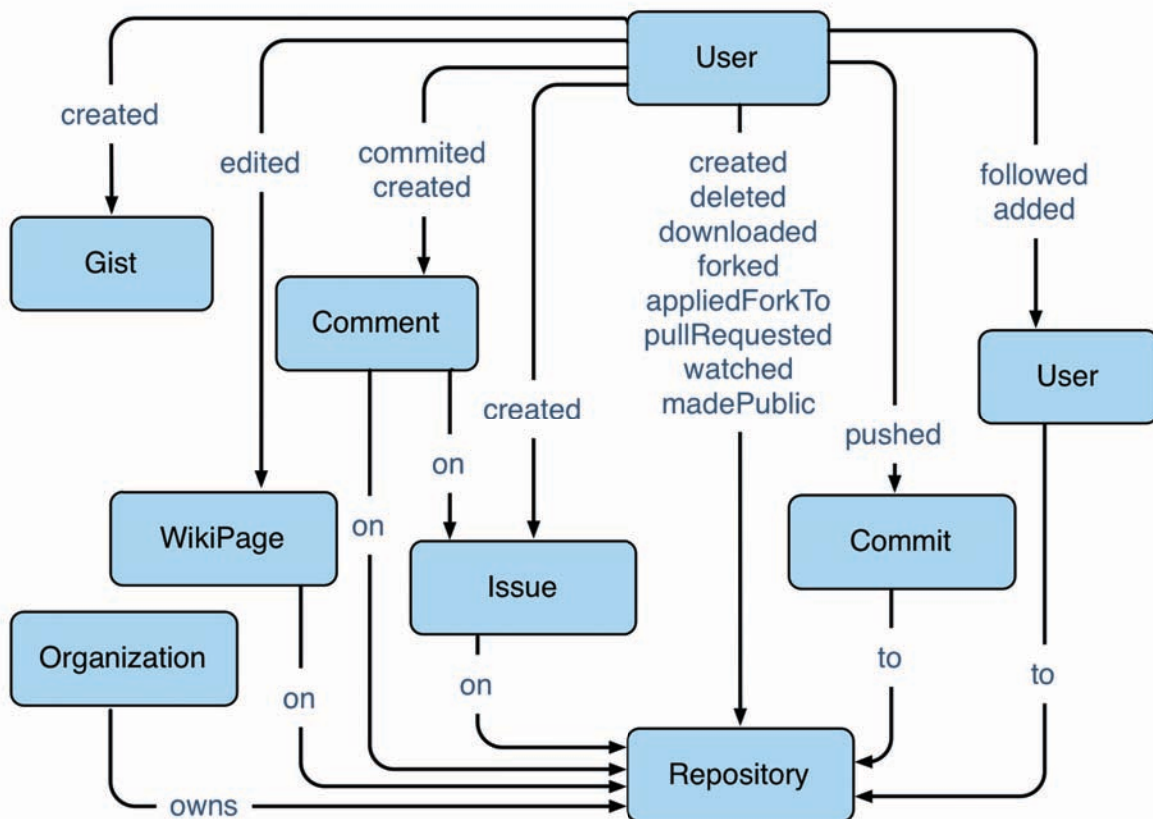 User
created
edited
commited
created
created
deleted
downloaded
forked
appliedForkTo
pullRequested
watched
madePublic
followed
added
Gist
Comment
User
created
pushed
on
on
WikiPage
Issue
Commit
Organization
on
on
to
to
Repository
owns